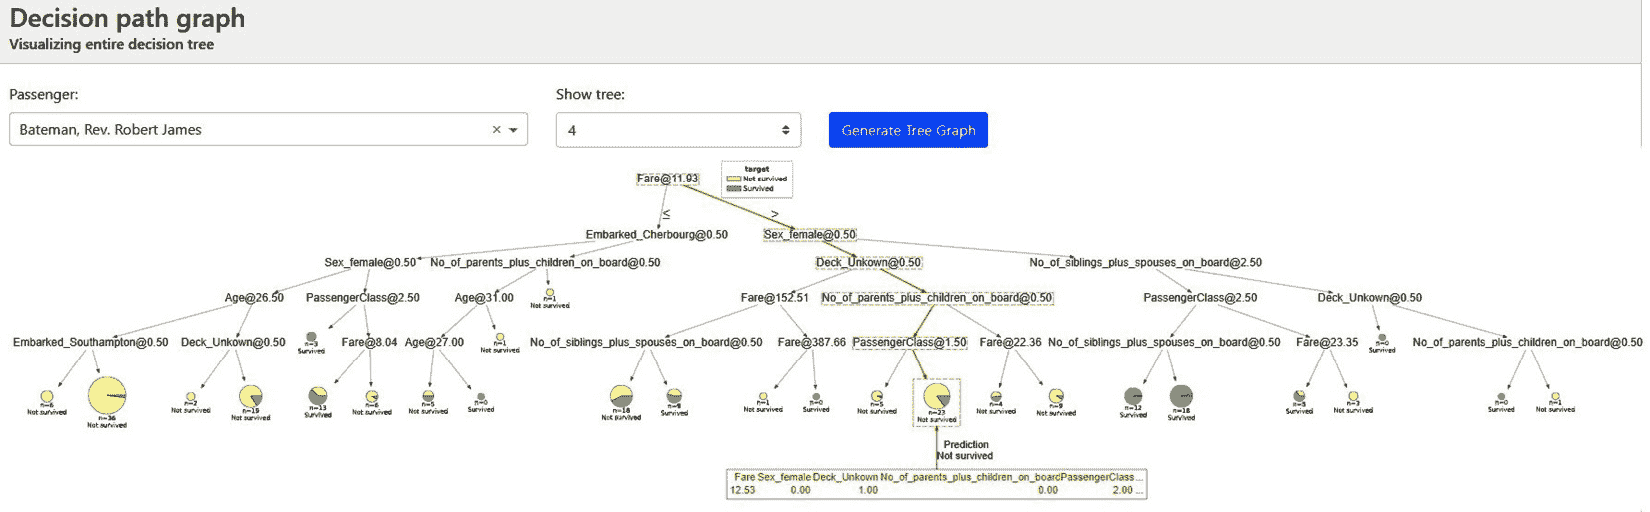 Decision path graph
Visualizing entire decision tree
Passenger: Show tree:
Bateman, Rev. Robert James × 4 Generate Tree Graph
target
Not survived
Survived
Fare@11.93
≤ >
Embarked_Cherbourg@0.50 Sex_female@0.50
Sex_female@0.50 No_of_parents_plus_children_on_board@0.50 Deck_Unkown@0.50 No_of_siblings_plus_spouses_on_board@2.50
Age@26.50 PassengerClass@2.50 Age@31.00 n=1 Not survived Fare@152.51 No_of_parents_plus_children_on_board@0.50 PassengerClass@2.50 Deck_Unkown@0.50
Embarked_Southampton@0.50 Deck_Unkown@0.50 n=3 Survived Fare@8.04 Age@27.00 n=1 Not survived No_of_siblings_plus_spouses_on_board@0.50 Fare@387.66 PassengerClass@1.50 Fare@22.36 No_of_siblings_plus_spouses_on_board@0.50 Fare@23.35 n=0 Survived No_of_parents_plus_children_on_board@0.50
n=6 n=36 n=2 n=19 n=13 n=6 n=5 n=0 n=18 n=9 n=1 n=0 n=5 n=23 n=4 n=9 n=12 n=18 n=3 n=0 n=1
Not survived Not survived Not survived Not survived Survived Not survived Not survived Survived Not survived Survived Not survived Survived Not survived Not survived Survived Not survived Survived Survived Survived Not survived Survived Not survived
Prediction
Not survived
Fare Sex_female Deck_Unkown No_of_parents_plus_children_on_board PassengerClass ...
12.53 0.00 1.00 0.00 2.00 ...